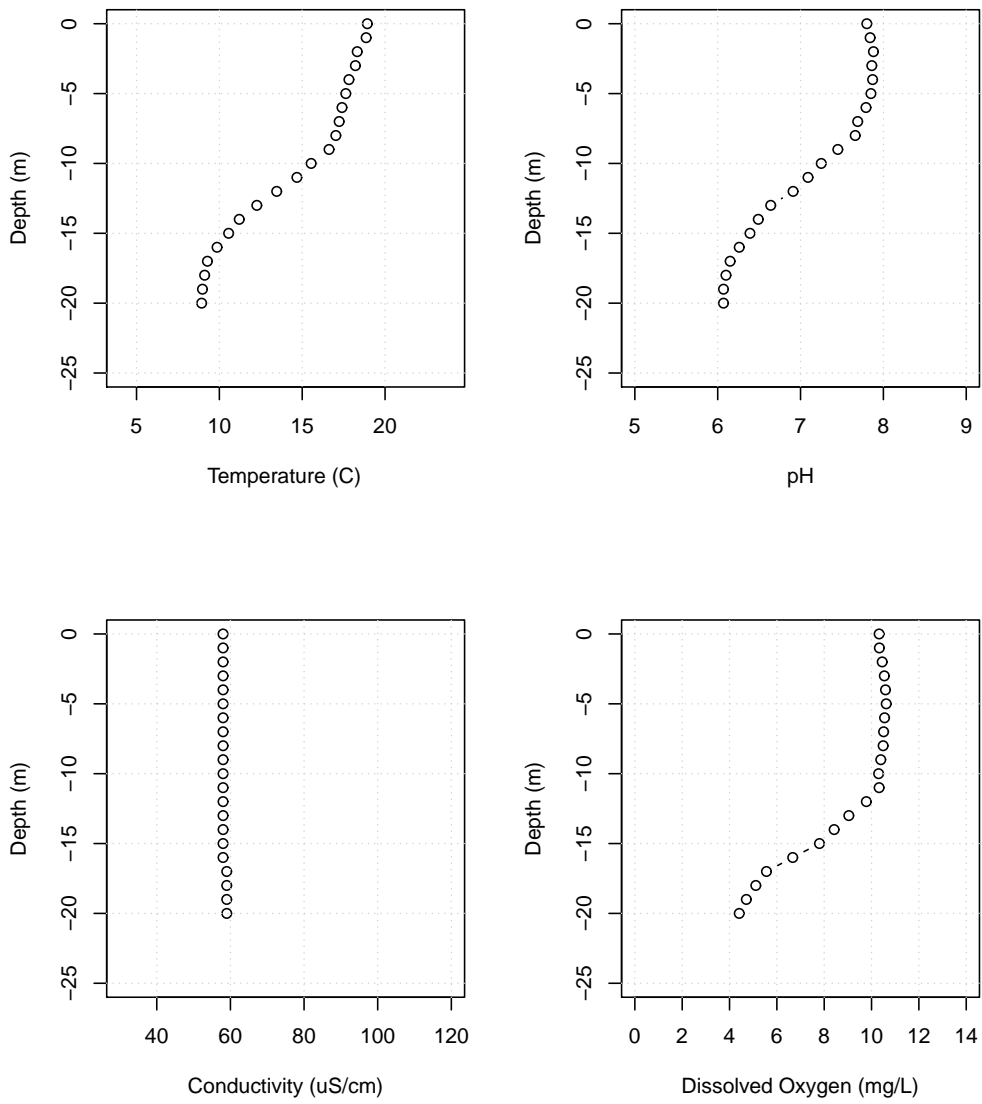 0
−5
−10
−15
−20
−25
Depth (m)
5 10 15 20
Temperature (C)
0
−5
−10
−15
−20
−25
Depth (m)
5 6 7 8 9
pH
0
−5
−10
−15
−20
−25
Depth (m)
40 60 80 100 120
Conductivity (uS/cm)
0
−5
−10
−15
−20
−25
Depth (m)
0 2 4 6 8 10 12 14
Dissolved Oxygen (mg/L)